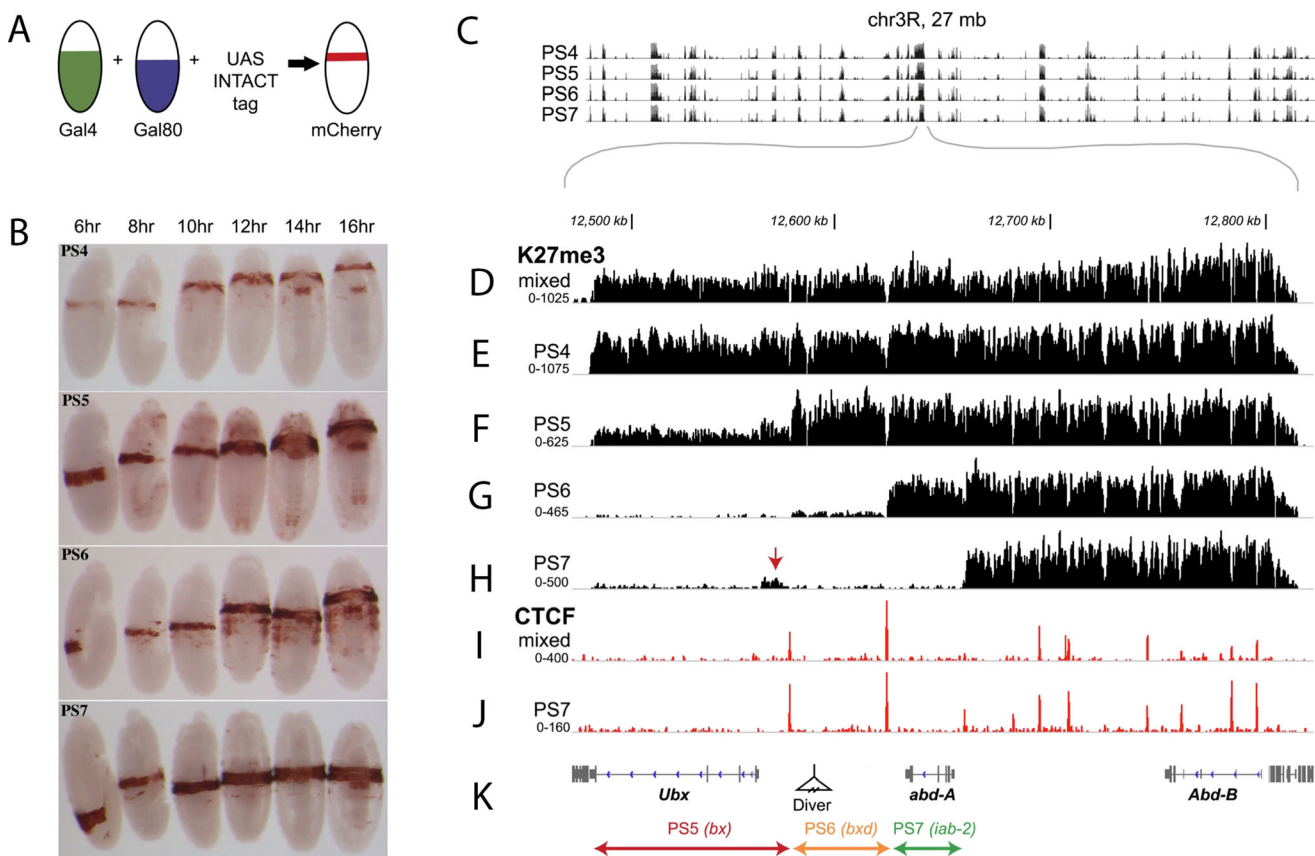 A
+ +
UAS
INTACT
tag
Gal4 Gal80 mCherry
B
6hr 8hr 10hr 12hr 14hr 16hr
PS4
PS5
PS6
PS7
C
chr3R, 27 mb
PS4
PS5
PS6
PS7
12,500 kb 12,600 kb 12,700 kb 12,800 kb
D
K27me3
mixed
0-1025
E
PS4
0-1075
F
PS5
0-625
G
PS6
0-465
H
PS7
0-500
I
CTCF
mixed
0-400
J
PS7
0-160
K
Ubx Diver abd-A Abd-B
PS5 (bx) PS6 (bxd) PS7 (iab-2)